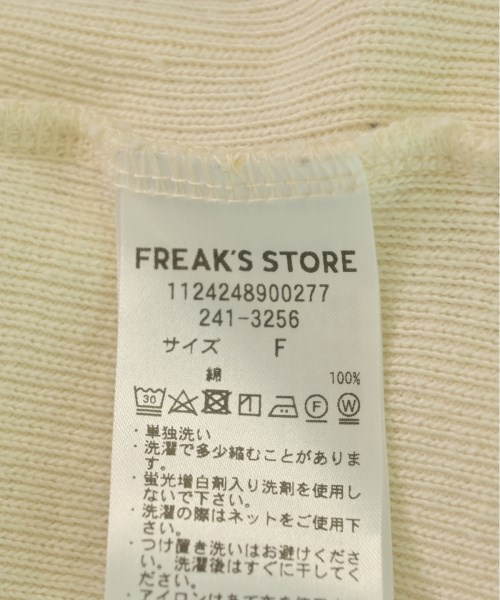 FREAK'S STORE
1124248900277
241-3256
サイズ F
綿 100%
30 F W
・単独洗い
・洗濯で多少縮むことがありま
す。
・蛍光増白剤入り洗剤を使用し
ないで下さい。
・洗濯の際はネットをご使用下
さい。
・つけ置き洗いはお避けくださ
い。洗濯後はすぐに干してく
ださい。